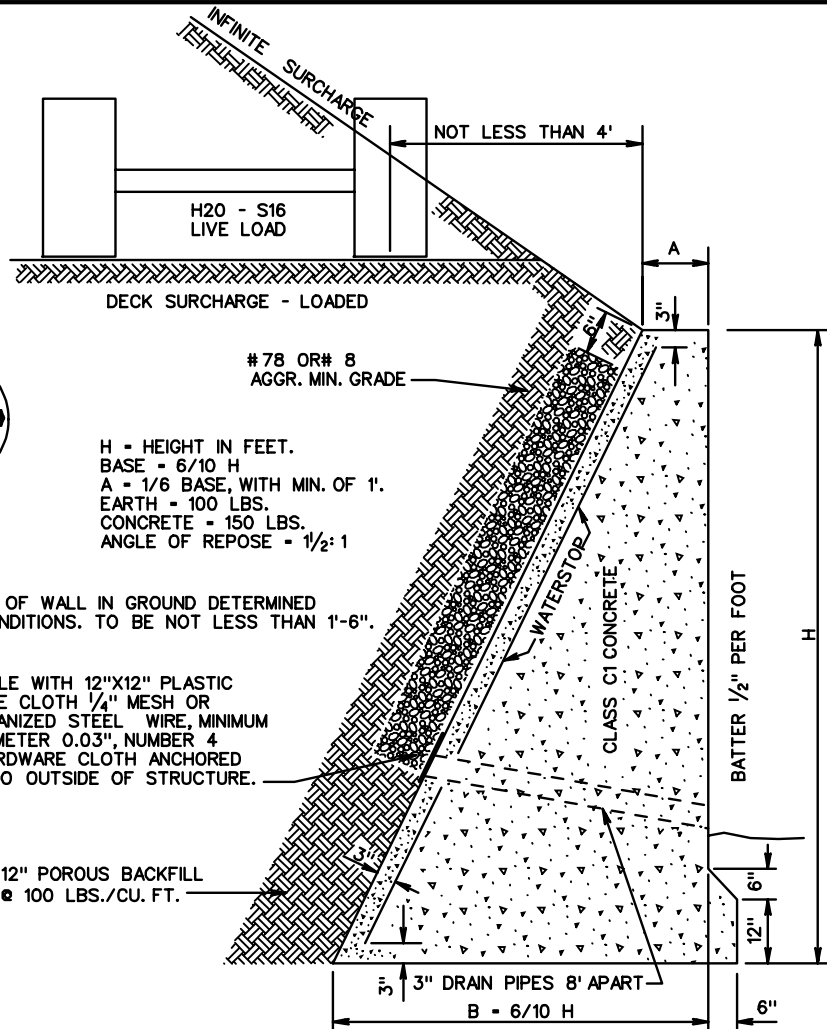 INFINITE SURCHARGE
NOT LESS THAN 4'
H20 - S16
LIVE LOAD
A
DECK SURCHARGE - LOADED
3"
6"
#78 OR# 8
AGGR. MIN. GRADE
H = HEIGHT IN FEET.
BASE = 6/10 H
A = 1/6 BASE, WITH MIN. OF 1'.
EARTH = 100 LBS.
CONCRETE = 150 LBS.
ANGLE OF REPOSE = 1½: 1
WATERSTOP
CLASS C1 CONCRETE
BATTER ½" PER FOOT
H
OF WALL IN GROUND DETERMINED
NDITIONS. TO BE NOT LESS THAN 1'-6".
LE WITH 12"X12" PLASTIC
E CLOTH ¼" MESH OR
ANIZED STEEL WIRE, MINIMUM
METER 0.03", NUMBER 4
RDWARE CLOTH ANCHORED
O OUTSIDE OF STRUCTURE.
12" POROUS BACKFILL
@ 100 LBS./CU. FT.
3"
6"
12"
3"
3" DRAIN PIPES 8' APART
B = 6/10 H
6"